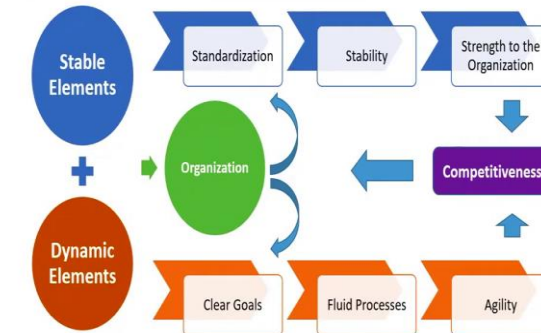 Stable
Elements
Standardization
Stability
Strength to the
Organization
Organization
Competitiveness
Dynamic
Elements
Clear Goals
Fluid Processes
Agility